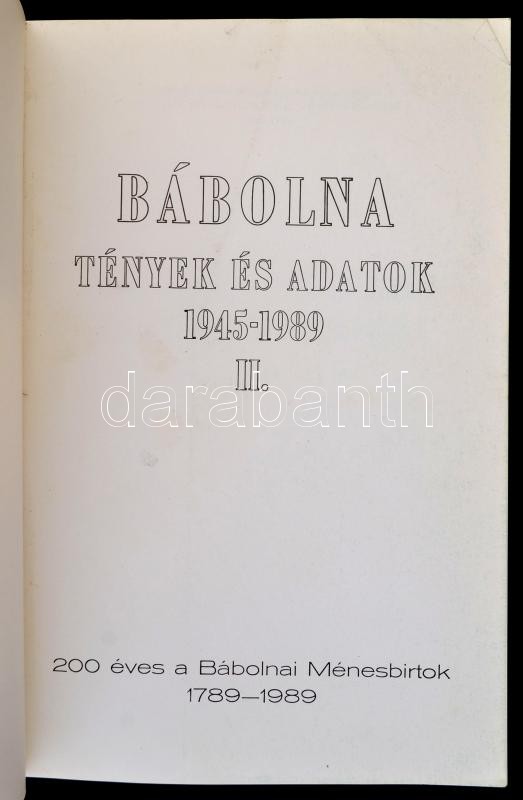 BÁBOLNA
TÉNYEK ÉS ADATOK
1945-1989
II.
darabanth
200 éves a Bábolnai Ménesbirtok
1789—1989